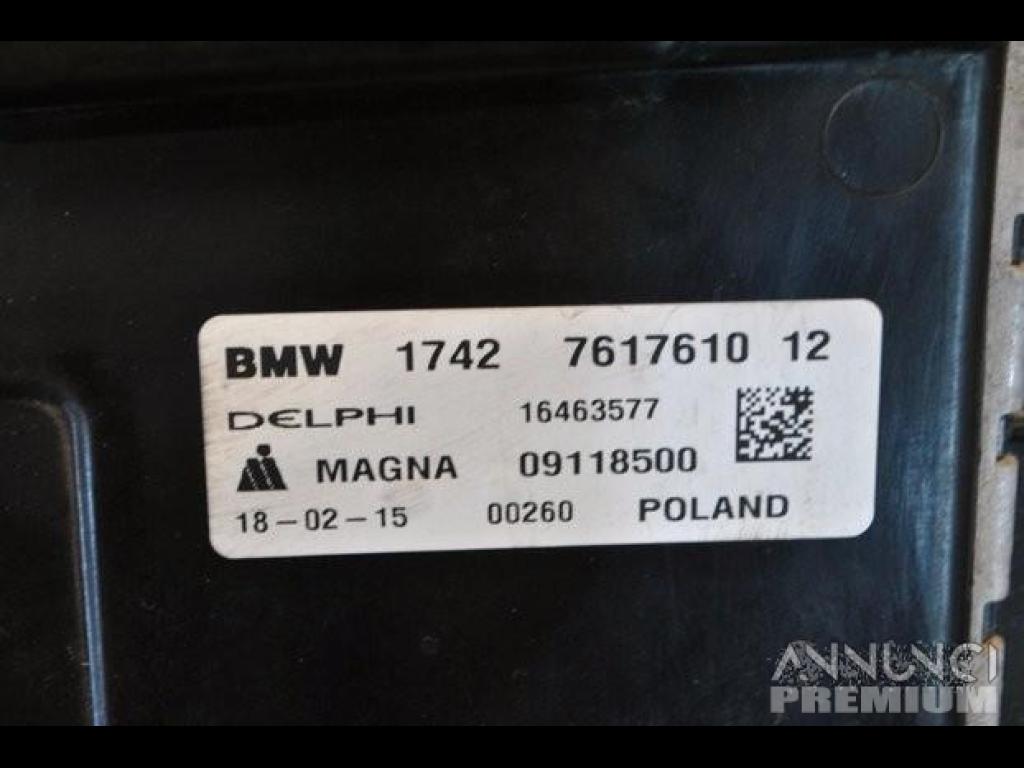 BMW 1742 7617610 12
DELPHI 16463577
MAGNA 09118500
18-02-15 00260 POLAND
ANNUNCI
PREMIUM